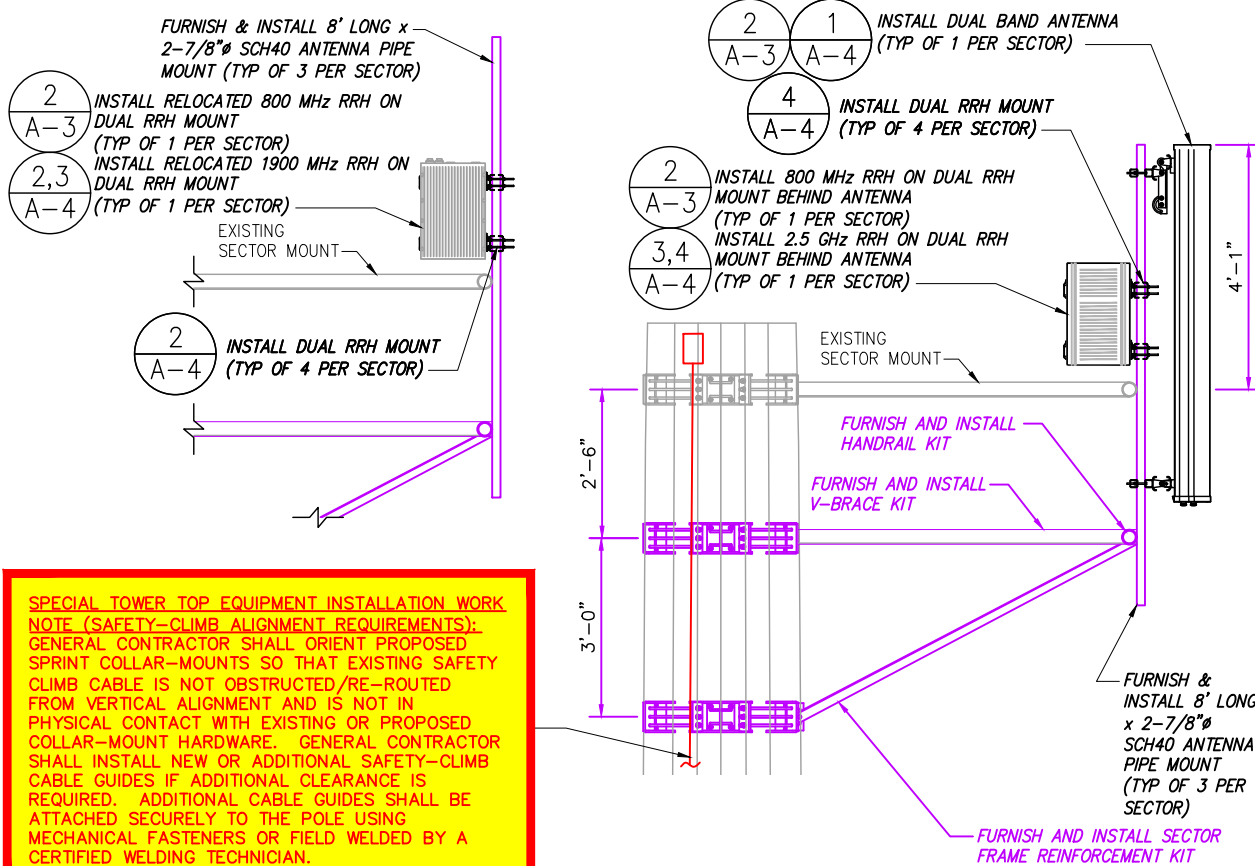 FURNISH & INSTALL 8' LONG x
2-7/8"ø SCH40 ANTENNA PIPE
MOUNT (TYP OF 3 PER SECTOR)
2
A-3
INSTALL RELOCATED 800 MHz RRH ON
DUAL RRH MOUNT
(TYP OF 1 PER SECTOR)
2,3
A-4
INSTALL RELOCATED 1900 MHz RRH ON
DUAL RRH MOUNT
(TYP OF 1 PER SECTOR)
EXISTING
SECTOR MOUNT
2
A-4
INSTALL DUAL RRH MOUNT
(TYP OF 4 PER SECTOR)
2
A-3
1
A-4
INSTALL DUAL BAND ANTENNA
(TYP OF 1 PER SECTOR)
4
A-4
INSTALL DUAL RRH MOUNT
(TYP OF 4 PER SECTOR)
2
A-3
INSTALL 800 MHz RRH ON DUAL RRH
MOUNT BEHIND ANTENNA
(TYP OF 1 PER SECTOR)
3,4
A-4
INSTALL 2.5 GHz RRH ON DUAL RRH
MOUNT BEHIND ANTENNA
(TYP OF 1 PER SECTOR)
4'-1"
EXISTING
SECTOR MOUNT
2'-6"
3'-0"
FURNISH AND INSTALL
HANDRAIL KIT
FURNISH AND INSTALL
V-BRACE KIT
FURNISH &
INSTALL 8' LONG
x 2-7/8"ø
SCH40 ANTENNA
PIPE MOUNT
(TYP OF 3 PER
SECTOR)
FURNISH AND INSTALL SECTOR
FRAME REINFORCEMENT KIT
SPECIAL TOWER TOP EQUIPMENT INSTALLATION WORK
NOTE (SAFETY-CLIMB ALIGNMENT REQUIREMENTS):
GENERAL CONTRACTOR SHALL ORIENT PROPOSED
SPRINT COLLAR-MOUNTS SO THAT EXISTING SAFETY
CLIMB CABLE IS NOT OBSTRUCTED/RE-ROUTED
FROM VERTICAL ALIGNMENT AND IS NOT IN
PHYSICAL CONTACT WITH EXISTING OR PROPOSED
COLLAR-MOUNT HARDWARE. GENERAL CONTRACTOR
SHALL INSTALL NEW OR ADDITIONAL SAFETY-CLIMB
CABLE GUIDES IF ADDITIONAL CLEARANCE IS
REQUIRED. ADDITIONAL CABLE GUIDES SHALL BE
ATTACHED SECURELY TO THE POLE USING
MECHANICAL FASTENERS OR FIELD WELDED BY A
CERTIFIED WELDING TECHNICIAN.